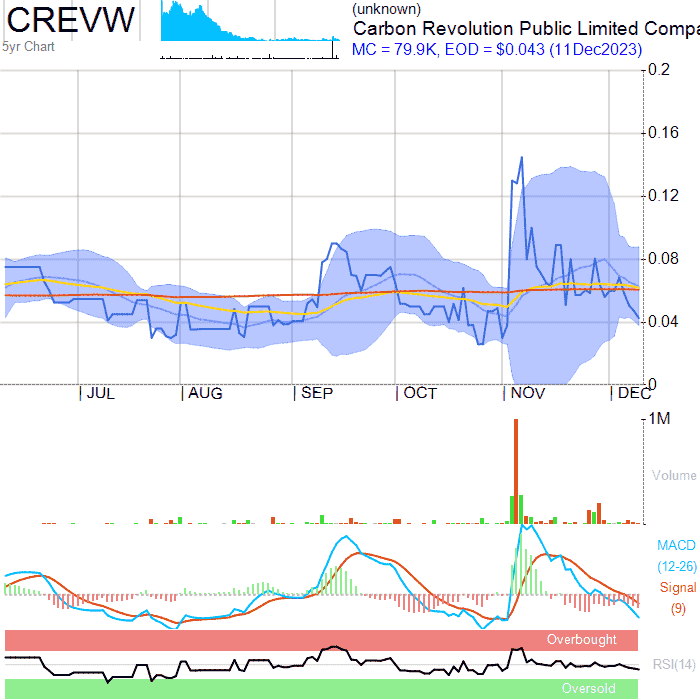 CREVW
5yr Chart
(unknown)
Carbon Revolution Public Limited Compa
MC = 79.9K, EOD = $0.043 (11Dec2023)
0.2
0.16
0.12
0.08
0.04
0
JUL AUG SEP OCT NOV DEC
1M
Volume
MACD
(12-26)
Signal
(9)
Overbought
RSI(14)
Oversold